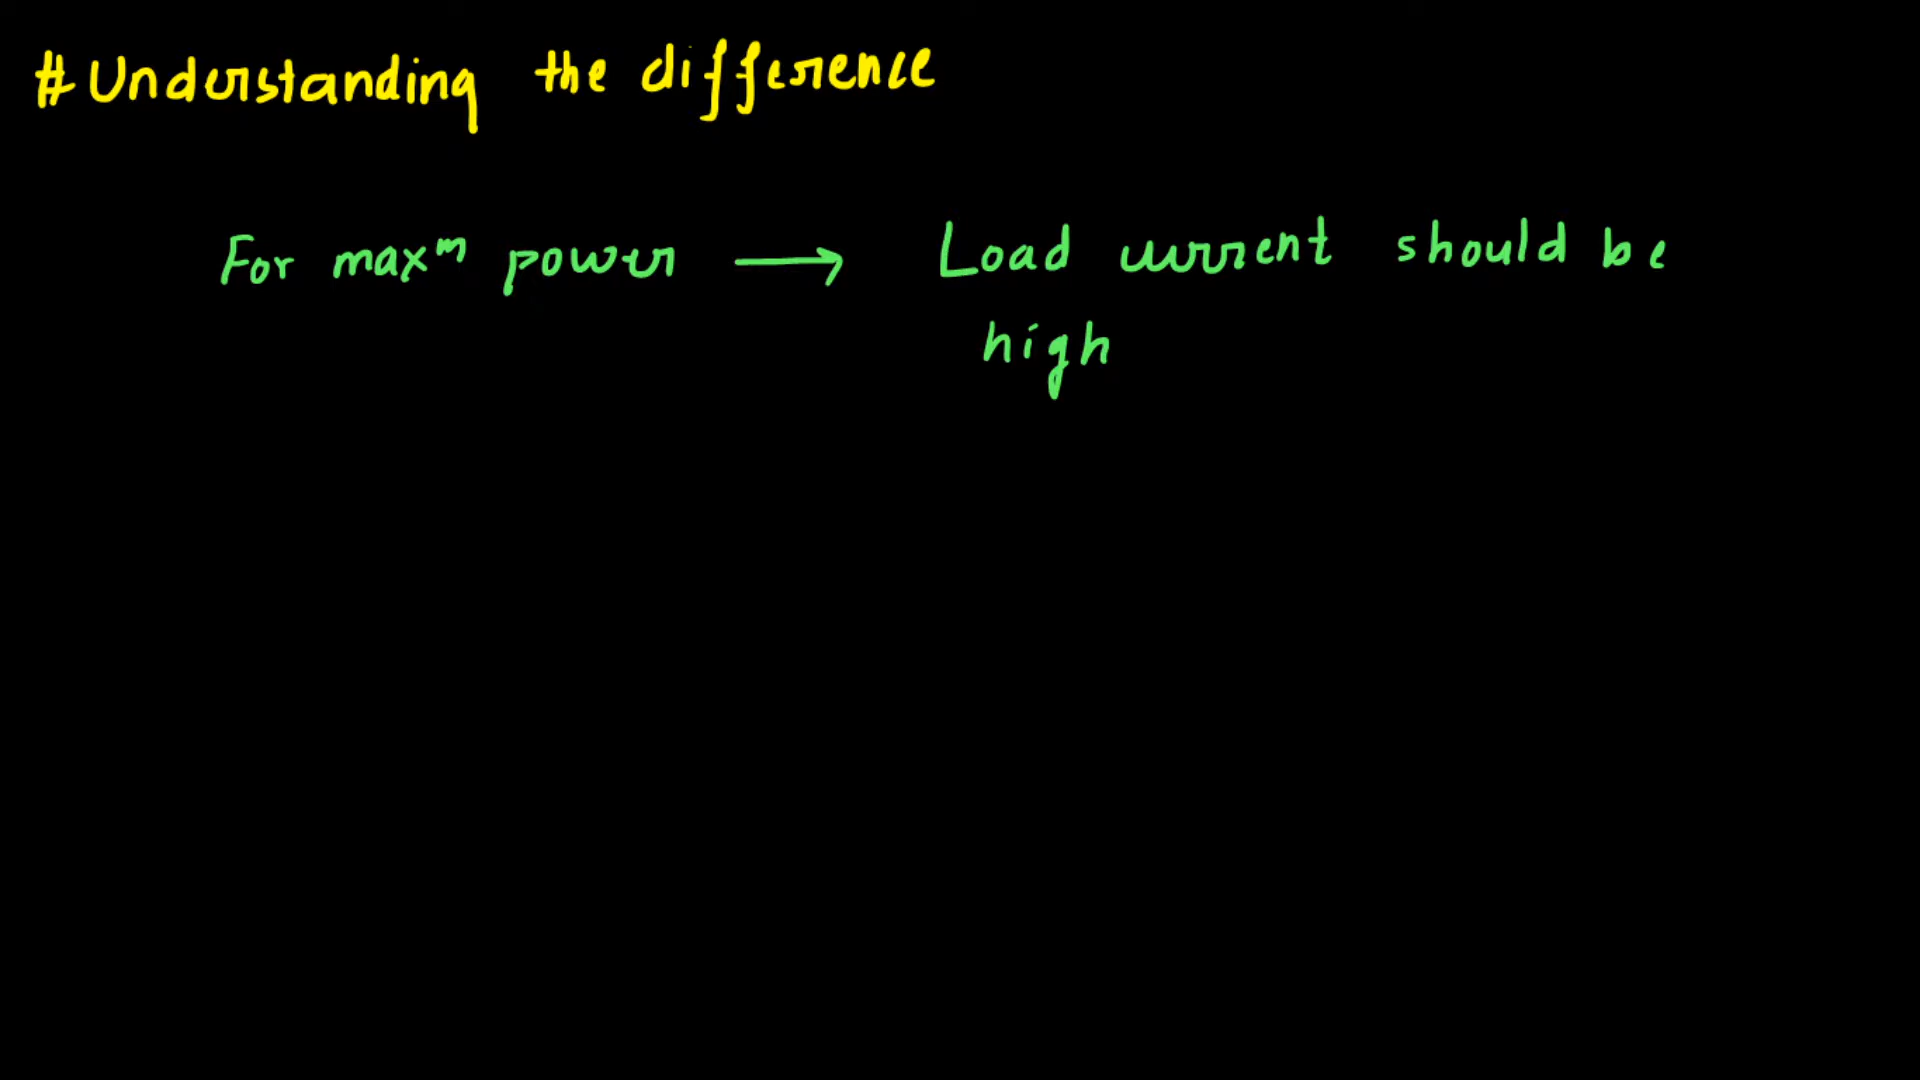 # Understanding the difference
For maxᵐ power → Load current should be
high